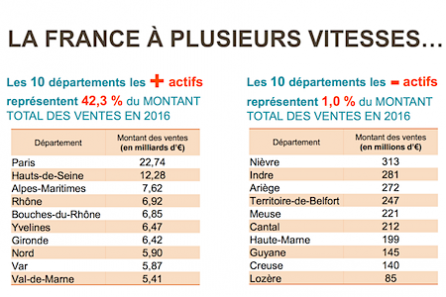 LA FRANCE À PLUSIEURS VITESSES…
Les 10 départements les + actifs
représentent 42,3 % du MONTANT
TOTAL DES VENTES EN 2016
Département Montant des ventes
(en milliards d'€)
Paris 22,74
Hauts-de-Seine 12,28
Alpes-Maritimes 7,62
Rhône 6,92
Bouches-du-Rhône 6,85
Yvelines 6,47
Gironde 6,42
Nord 5,90
Var 5,87
Val-de-Marne 5,41
Les 10 départements les - actifs
représentent 1,0 % du MONTANT
TOTAL DES VENTES EN 2016
Département Montant des ventes
(en millions d'€)
Nièvre 313
Indre 281
Ariège 272
Territoire-de-Belfort 247
Meuse 221
Cantal 212
Haute-Marne 199
Guyane 145
Creuse 140
Lozère 85